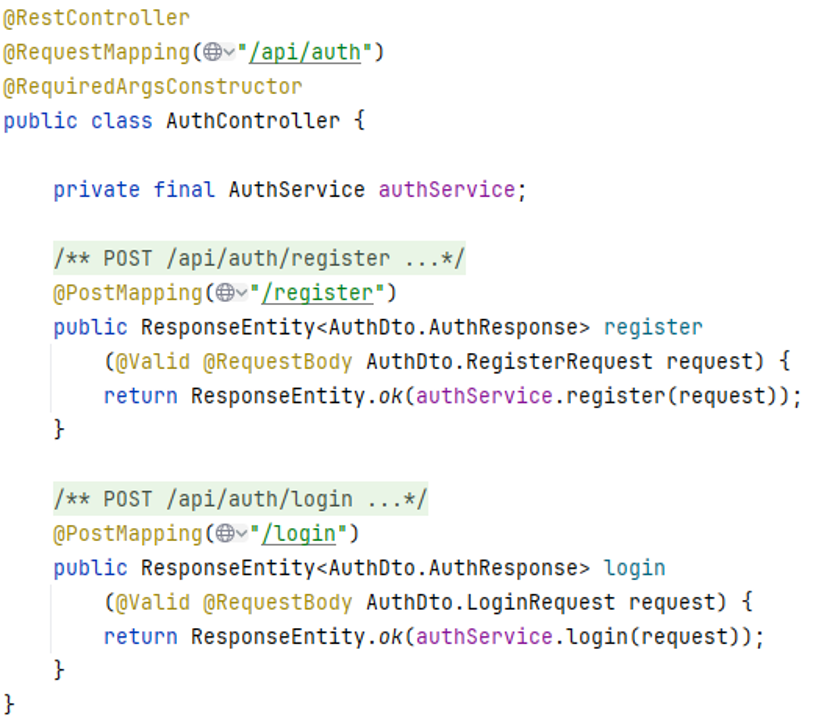 @RestController
@RequestMapping("/api/auth")
@RequiredArgsConstructor
public class AuthController {
    private final AuthService authService;
    /** POST /api/auth/register ...*/
    @PostMapping("/register")
    public ResponseEntity<AuthDto.AuthResponse> register
        (@Valid @RequestBody AuthDto.RegisterRequest request) {
        return ResponseEntity.ok(authService.register(request));
    }
    /** POST /api/auth/login ...*/
    @PostMapping("/login")
    public ResponseEntity<AuthDto.AuthResponse> login
        (@Valid @RequestBody AuthDto.LoginRequest request) {
        return ResponseEntity.ok(authService.login(request));
    }
}